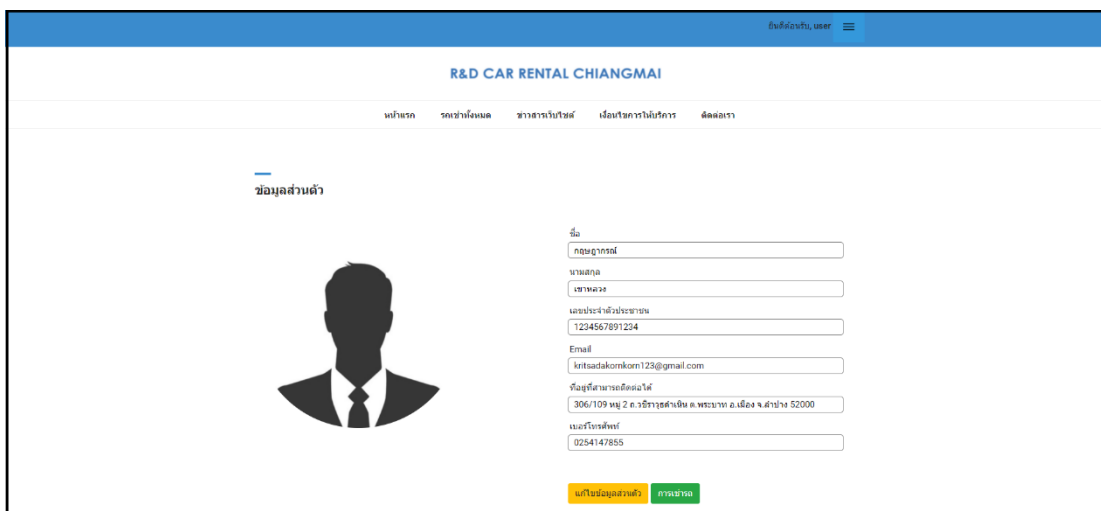 ยินดีต้อนรับ, user
R&D CAR RENTAL CHIANGMAI
หน้าแรก รถเช่าทั้งหมด ข่าวสารเว็บไซต์ เงื่อนไขการให้บริการ ติดต่อเรา
ข้อมูลส่วนตัว
ชื่อ
กฤษฎากรณ์
นามสกุล
เขาหลวง
เลขประจำตัวประชาชน
1234567891234
Email
kritsadakornkorn123@gmail.com
ที่อยู่ที่สามารถติดต่อได้
306/109 หมู่ 2 ถ.วชิราวุธดำเนิน ต.พระบาท อ.เมือง จ.ลำปาง 52000
เบอร์โทรศัพท์
0254147855
แก้ไขข้อมูลส่วนตัว การเช่ารถ